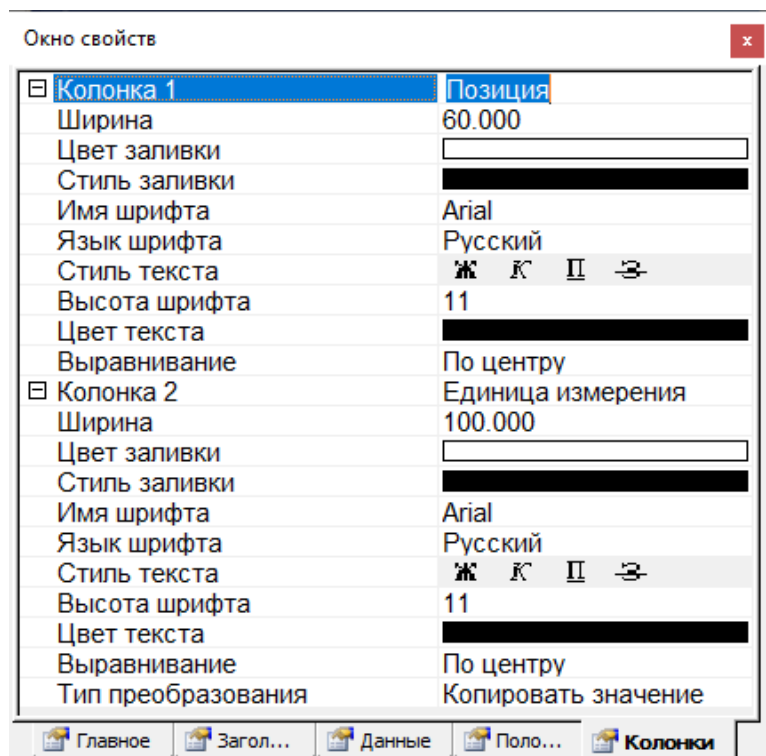 Окно свойств
x
Колонка 1 Позиция
Ширина 60.000
Цвет заливки
Стиль заливки
Имя шрифта Arial
Язык шрифта Русский
Стиль текста Ж К П З
Высота шрифта 11
Цвет текста
Выравнивание По центру
Колонка 2 Единица измерения
Ширина 100.000
Цвет заливки
Стиль заливки
Имя шрифта Arial
Язык шрифта Русский
Стиль текста Ж К П З
Высота шрифта 11
Цвет текста
Выравнивание По центру
Тип преобразования Копировать значение
Главное Загол... Данные Поло... Колонки